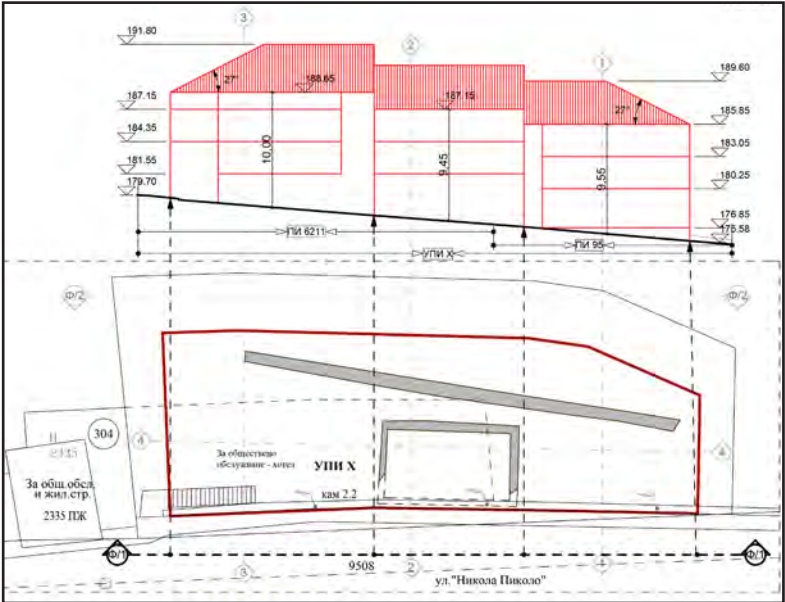 3
191.80
2
189.60
1
27°
188.65
187.15
187.15
27°
185.85
184.35
183.05
10,00
9,45
9,55
181.55
180.25
179.70
176.85
175.58
ПИ 6211
ПИ 95
УПИ X
Ф/2
Ф/2
304
2335
4
4
За обществено
обслужване - хотел
УПИ X
За общ.обсл.
и жил.стр.
2335 ПЖ
кам 2.2
Ф/1
Ф/1
3
9508
2
1
ул."Никола Пиколо"